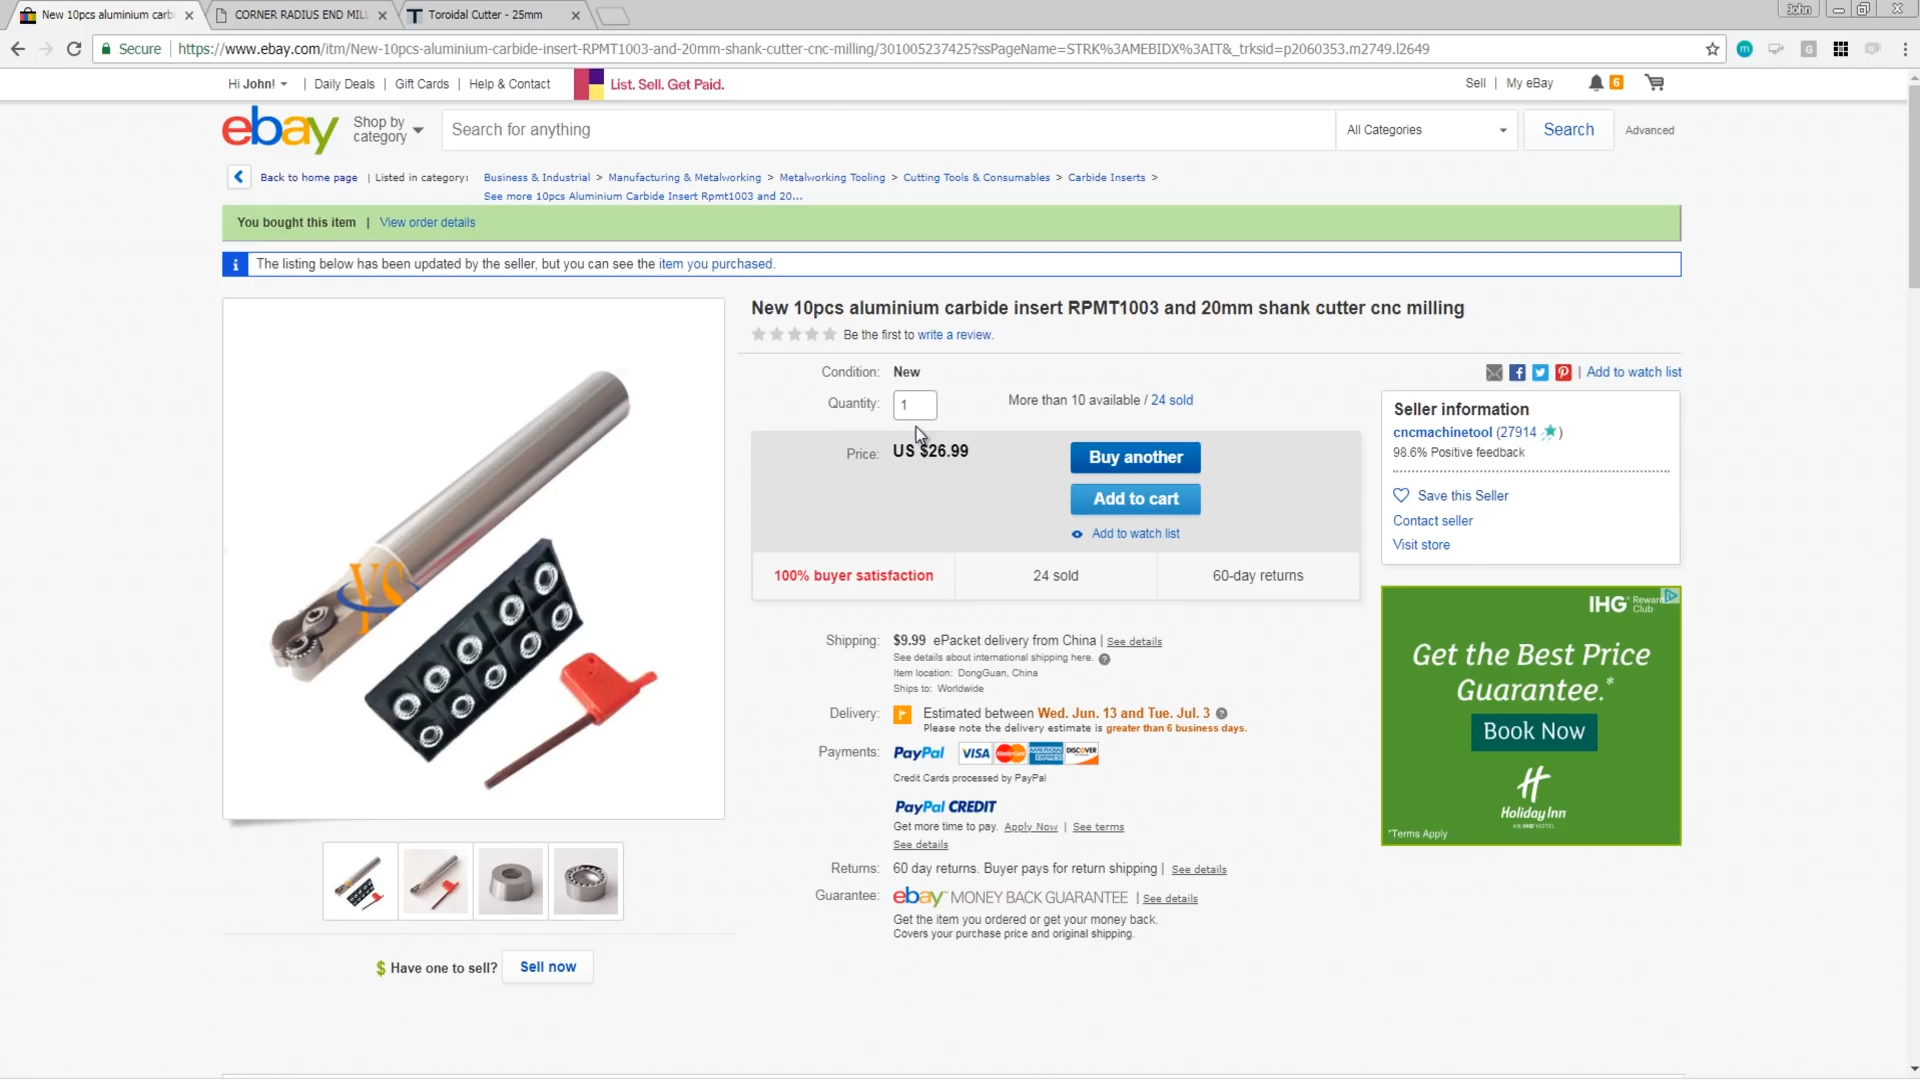 New 10pcs aluminium carb
CORNER RADIUS END MILL
Toroidal Cutter - 25mm
John
Secure
https://www.ebay.com/itm/New-10pcs-aluminium-carbide-insert-RPMT1003-and-20mm-shank-cutter-cnc-milling/301005237425?ssPageName=STRK%3AMEBIDX%3AIT&_trksid=p2060353.m2749.l2649
Hi John! | Daily Deals | Gift Cards | Help & Contact
List. Sell. Get Paid.
Sell | My eBay
6
ebay
Shop by
category
Search for anything
All Categories
Search
Advanced
Back to home page | Listed in category:
Business & Industrial > Manufacturing & Metalworking > Metalworking Tooling > Cutting Tools & Consumables > Carbide Inserts >
See more 10pcs Aluminium Carbide Insert Rpmt1003 and 20...
You bought this item | View order details
The listing below has been updated by the seller, but you can see the item you purchased.
New 10pcs aluminium carbide insert RPMT1003 and 20mm shank cutter cnc milling
Be the first to write a review.
Condition: New
Quantity: 1
More than 10 available / 24 sold
Price: US $26.99
Buy another
Add to cart
Add to watch list
100% buyer satisfaction
24 sold
60-day returns
| Add to watch list
Seller information
cncmachinetool (27914 )
98.6% Positive feedback
Save this Seller
Contact seller
Visit store
YS
Shipping: $9.99 ePacket delivery from China | See details
See details about international shipping here.
Item location: DongGuan, China
Ships to: Worldwide
Delivery: Estimated between Wed. Jun. 13 and Tue. Jul. 3
Please note the delivery estimate is greater than 6 business days.
Payments: PayPal VISA MasterCard AMERICAN EXPRESS DISCOVER
Credit Cards processed by PayPal
PayPal CREDIT
Get more time to pay. Apply Now | See terms
See details
Returns: 60 day returns. Buyer pays for return shipping | See details
Guarantee: ebay MONEY BACK GUARANTEE | See details
Get the item you ordered or get your money back.
Covers your purchase price and original shipping.
IHG Rewards Club
Get the Best Price
Guarantee.*
Book Now
H
Holiday Inn
AN IHG HOTEL
*Terms Apply
$ Have one to sell?
Sell now